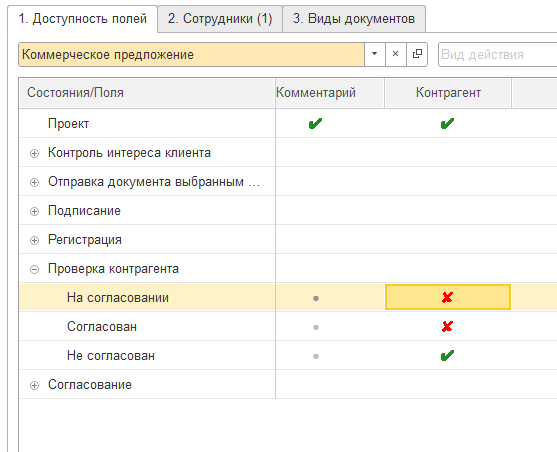 1. Доступность полей 2. Сотрудники (1) 3. Виды документов
Коммерческое предложение Вид действия
Состояния/Поля Комментарий Контрагент
Проект
Контроль интереса клиента
Отправка документа выбранным ...
Подписание
Регистрация
Проверка контрагента
На согласовании
Согласован
Не согласован
Согласование